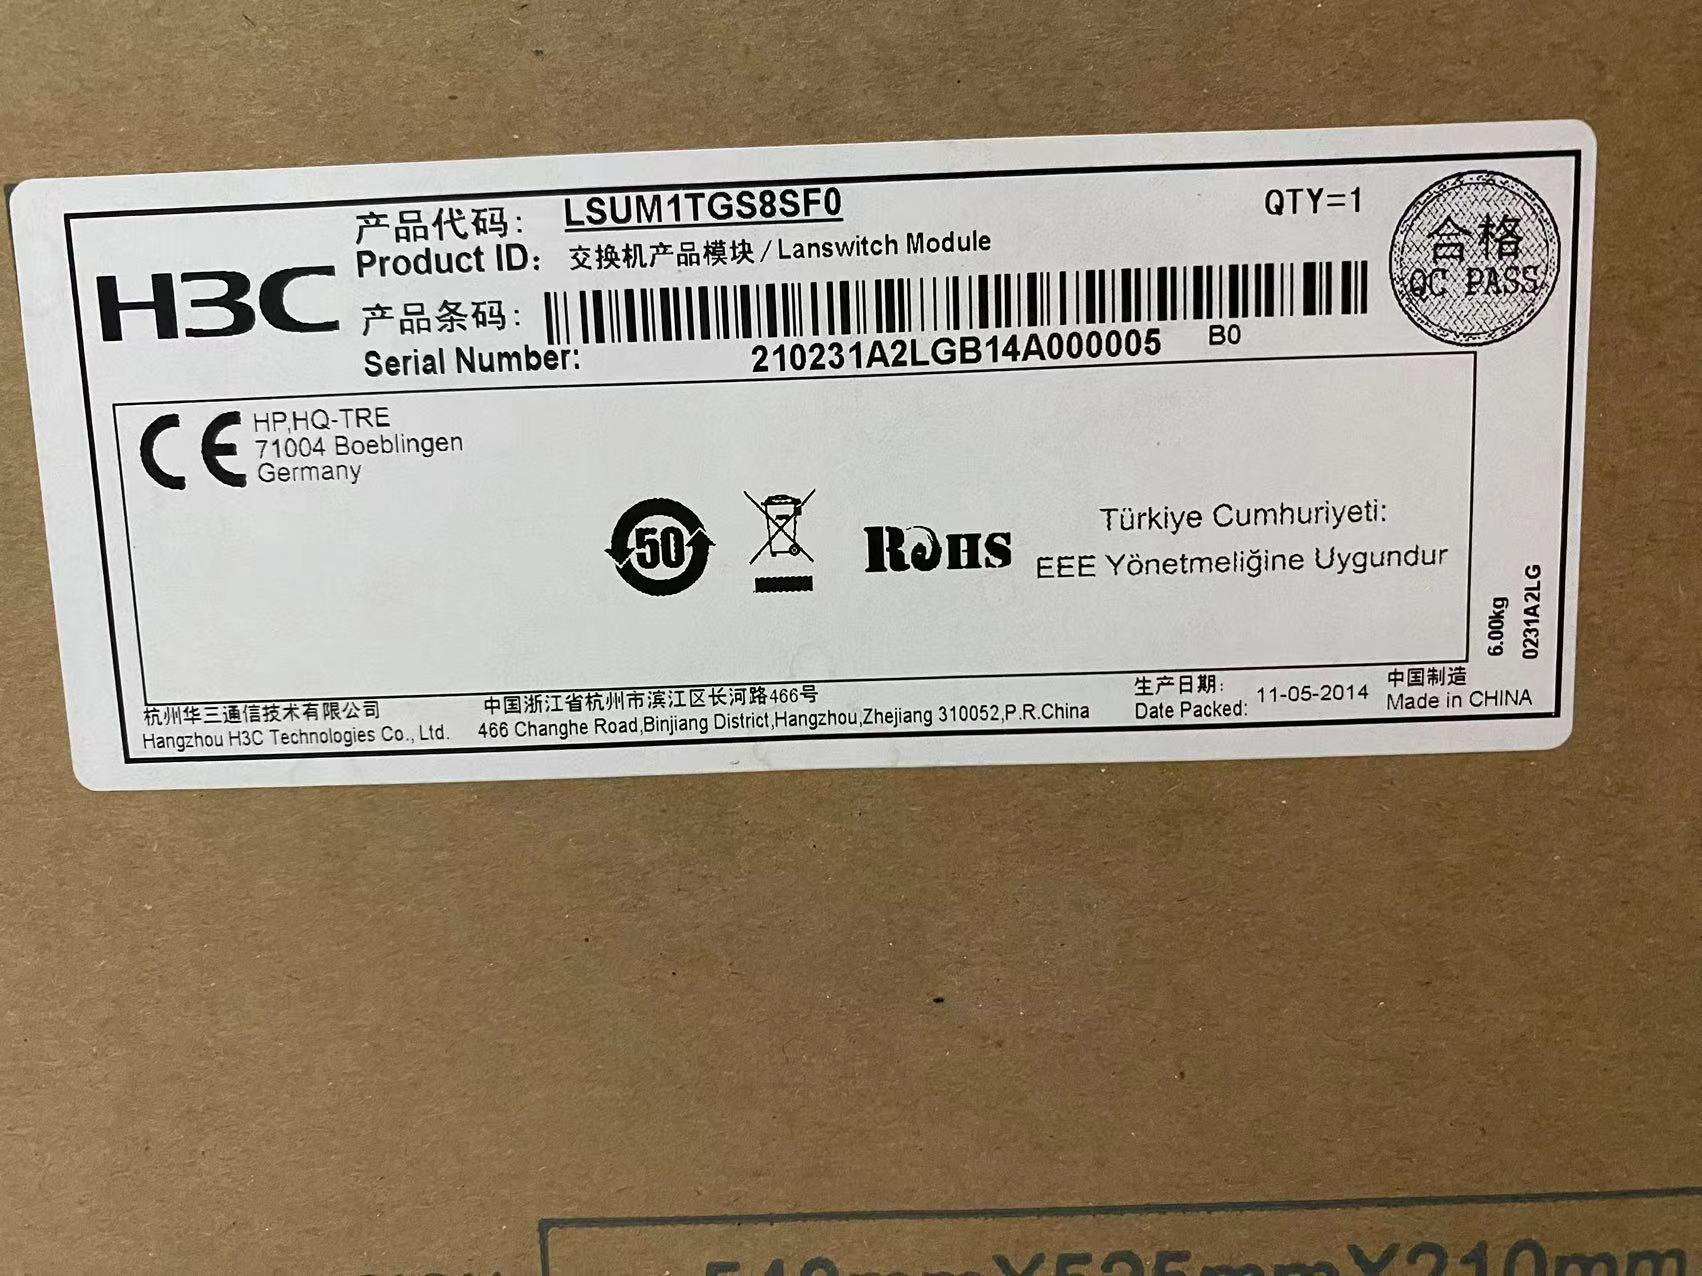 产品代码: LSUM1TGS8SF0 QTY=1
Product ID: 交换机产品模块/Lanswitch Module
H3C
产品条码:
Serial Number: 210231A2LGB14A000005 B0
合格
QC PASS
CE HP,HQ-TRE
71004 Boeblingen
Germany
50
RoHS
Türkiye Cumhuriyeti:
EEE Yönetmeliğine Uygundur
6.00kg
0231A2LG
杭州华三通信技术有限公司
Hangzhou H3C Technologies Co., Ltd.
中国浙江省杭州市滨江区长河路466号
466 Changhe Road,Binjiang District,Hangzhou,Zhejiang 310052,P.R.China
生产日期: 11-05-2014
Date Packed:
中国制造
Made in CHINA
540mmX525mmX210mm